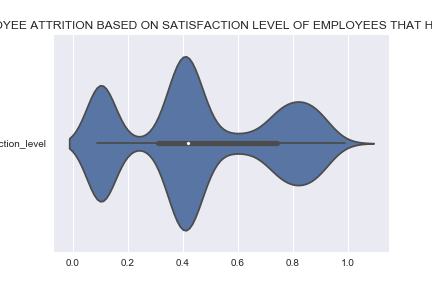 OYEE ATTRITION BASED ON SATISFACTION LEVEL OF EMPLOYEES THAT H
ction_level
0.0 0.2 0.4 0.6 0.8 1.0